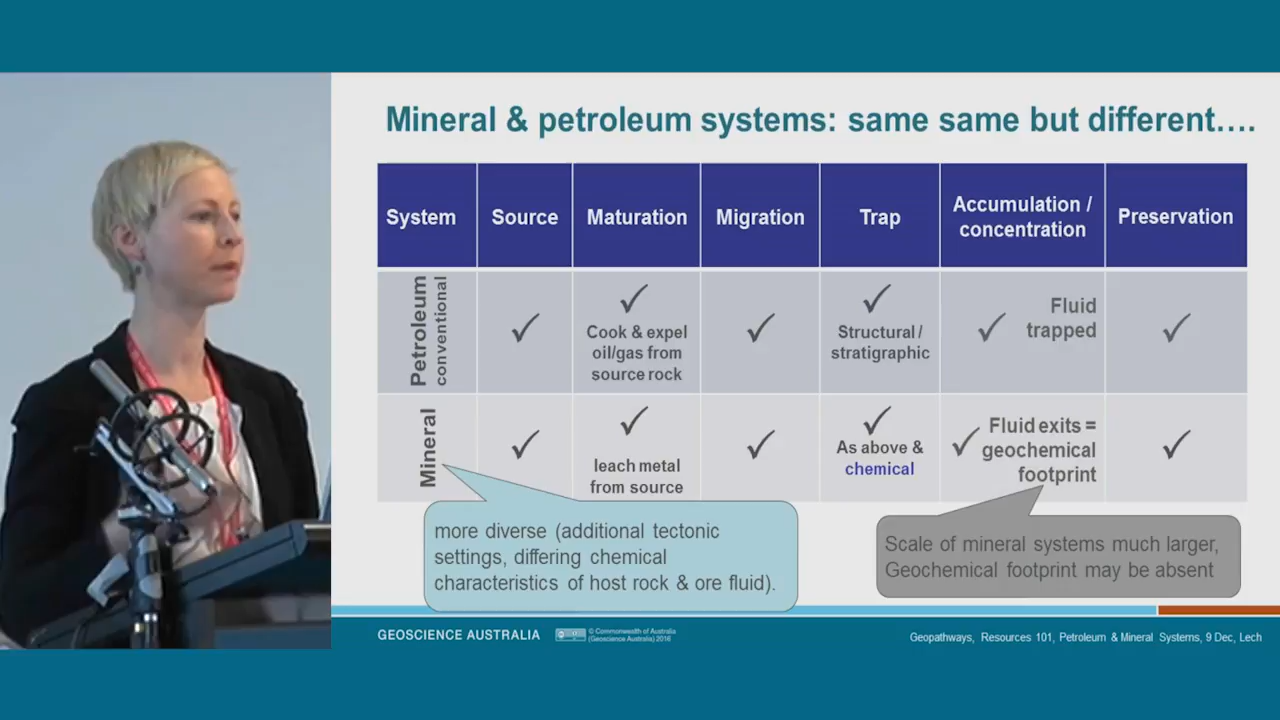 Mineral & petroleum systems: same same but different....
System
Source
Maturation
Migration
Trap
Accumulation /
concentration
Preservation
Petroleum
conventional
✓
✓
Cook & expel
oil/gas from
source rock
✓
✓
Structural /
stratigraphic
✓
Fluid
trapped
✓
Mineral
✓
✓
leach metal
from source
✓
✓
As above &
chemical
✓
Fluid exits =
geochemical
footprint
✓
more diverse (additional tectonic
settings, differing chemical
characteristics of host rock & ore fluid).
Scale of mineral systems much larger,
Geochemical footprint may be absent
GEOSCIENCE AUSTRALIA
© Commonwealth of Australia
(Geoscience Australia) 2016
Geopathways, Resources 101, Petroleum & Mineral Systems, 9 Dec, Lech